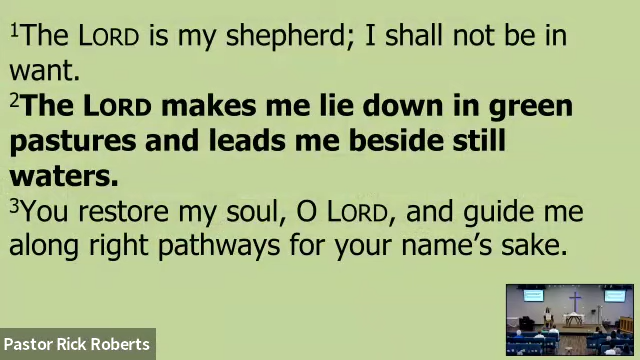 ¹The LORD is my shepherd; I shall not be in
want.
²The LORD makes me lie down in green
pastures and leads me beside still
waters.
³You restore my soul, O LORD, and guide me
along right pathways for your name’s sake.
Pastor Rick Roberts